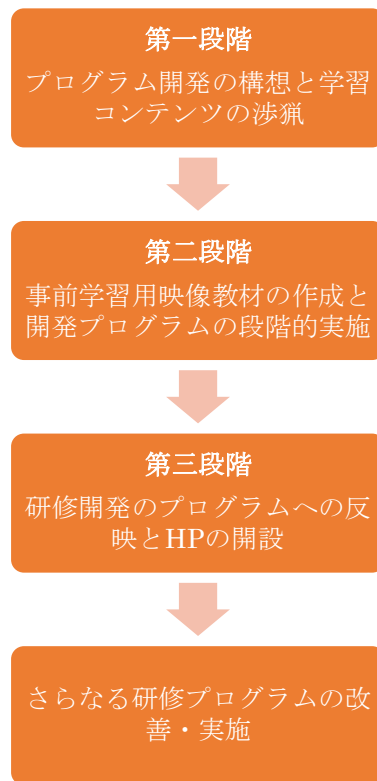 第一段階
プログラム開発の構想と学習
コンテンツの渉猟
第二段階
事前学習用映像教材の作成と
開発プログラムの段階的実施
第三段階
研修開発のプログラムへの反
映とHPの開設
さらなる研修プログラムの改
善・実施